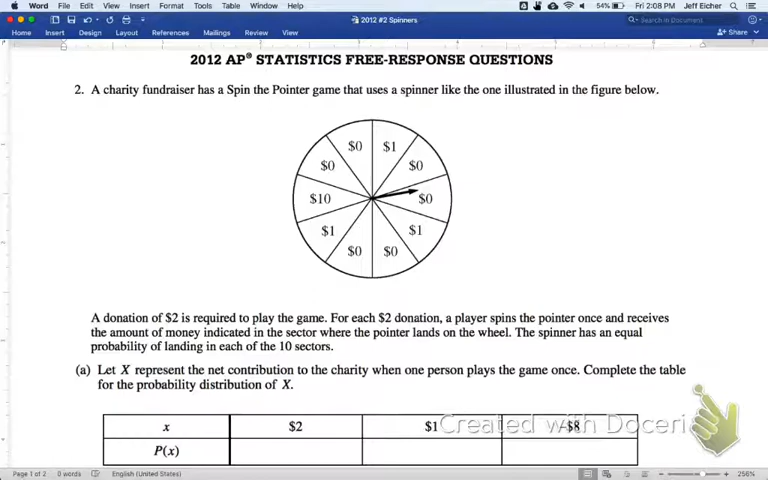 Word File Edit View Insert Format Tools Table Window Help
54% Fri 2:08 PM Jeff Eicher
2012 #2 Spinners
Search in Document
Home Insert Design Layout References Mailings Review View
Share
2012 AP® STATISTICS FREE-RESPONSE QUESTIONS
2. A charity fundraiser has a Spin the Pointer game that uses a spinner like the one illustrated in the figure below.
$0 $1
$0 $0
$10 $0
$1 $1
$0 $0
A donation of $2 is required to play the game. For each $2 donation, a player spins the pointer once and receives
the amount of money indicated in the sector where the pointer lands on the wheel. The spinner has an equal
probability of landing in each of the 10 sectors.
(a) Let X represent the net contribution to the charity when one person plays the game once. Complete the table
for the probability distribution of X.
x $2 $1 -$8
Created with Doceri
P(x)
Page 1 of 2 0 words English (United States) 256%